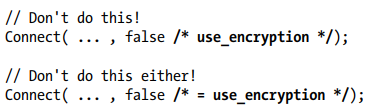 // Don't do this!
Connect( ... , false /* use_encryption */);
// Don't do this either!
Connect( ... , false /* = use_encryption */);